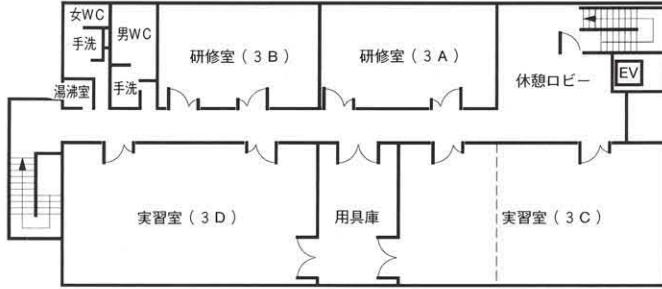 女WC
男WC
手洗
研修室(3B)
研修室(3A)
休憩ロビー
EV
湯沸室
手洗
実習室(3D)
用具庫
実習室(3C)